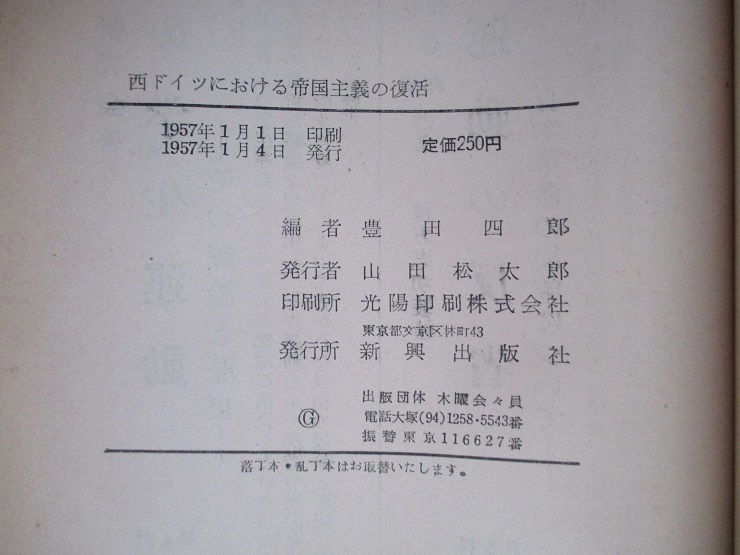 西ドイツにおける帝国主義の復活
1957年1月1日 印刷
1957年1月4日 発行
定価250円
編者 豊田四郎
発行者 山田松太郎
印刷所 光陽印刷株式会社
東京都文京区林町43
発行所 新興出版社
出版団体 木曜会々員
Ⓖ 電話大塚(94)1258・5543番
振替東京116627番
落丁本・乱丁本はお取替いたします。